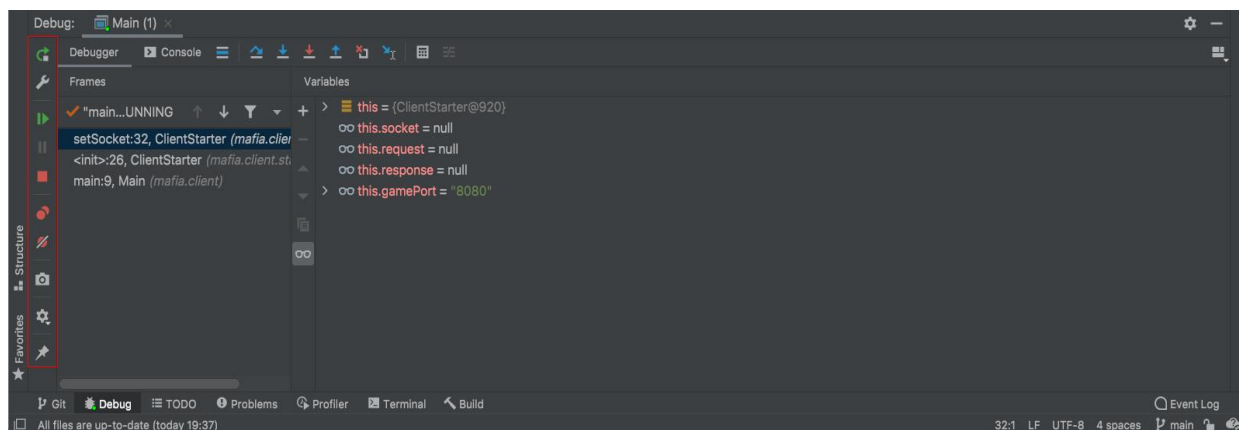 Debug: Main (1)
Debugger Console
Frames Variables
"main...UNNING
this = {ClientStarter@920}
setSocket:32, ClientStarter (mafia.clien
this.socket = null
<init>:26, ClientStarter (mafia.client.sta
this.request = null
main:9, Main (mafia.client)
this.response = null
this.gamePort = "8080"
Structure
Favorites
Git Debug TODO Problems Profiler Terminal Build Event Log
All files are up-to-date (today 19:37) 32:1 LF UTF-8 4 spaces main